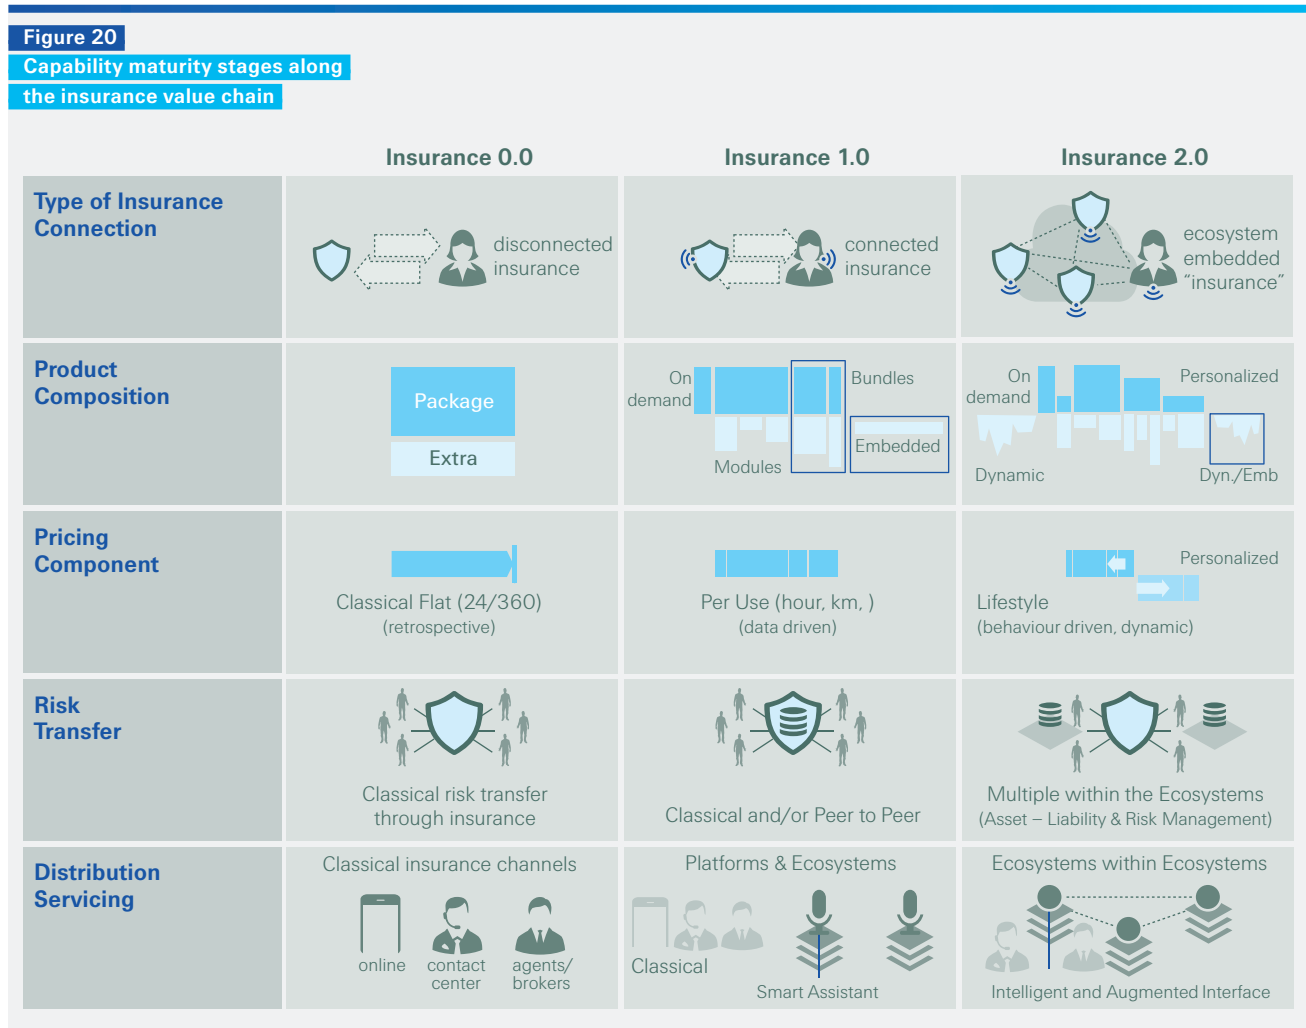 Figure 20
Capability maturity stages along
the insurance value chain
Insurance 0.0
Insurance 1.0
Insurance 2.0
Type of Insurance
Connection
disconnected
insurance
connected
insurance
ecosystem
embedded
“insurance”
Product
Composition
Package
Extra
On
demand
Bundles
Modules
Embedded
On
demand
Personalized
Dynamic
Dyn./Emb
Pricing
Component
Classical Flat (24/360)
(retrospective)
Per Use (hour, km, )
(data driven)
Personalized
Lifestyle
(behaviour driven, dynamic)
Risk
Transfer
Classical risk transfer
through insurance
Classical and/or Peer to Peer
Multiple within the Ecosystems
(Asset – Liability & Risk Management)
Distribution
Servicing
Classical insurance channels
online
contact
center
agents/
brokers
Platforms & Ecosystems
Classical
Smart Assistant
Ecosystems within Ecosystems
Intelligent and Augmented Interface